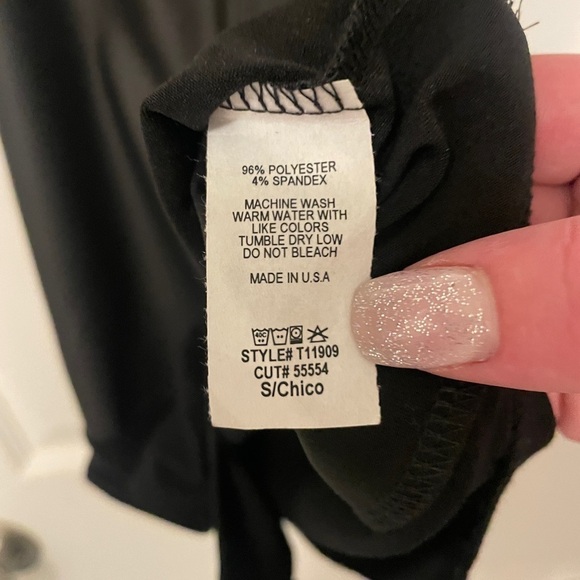 96% POLYESTER
4% SPANDEX
MACHINE WASH
WARM WATER WITH
LIKE COLORS
TUMBLE DRY LOW
DO NOT BLEACH
MADE IN U.S.A
40C
STYLE# T11909
CUT# 55554
S/Chico